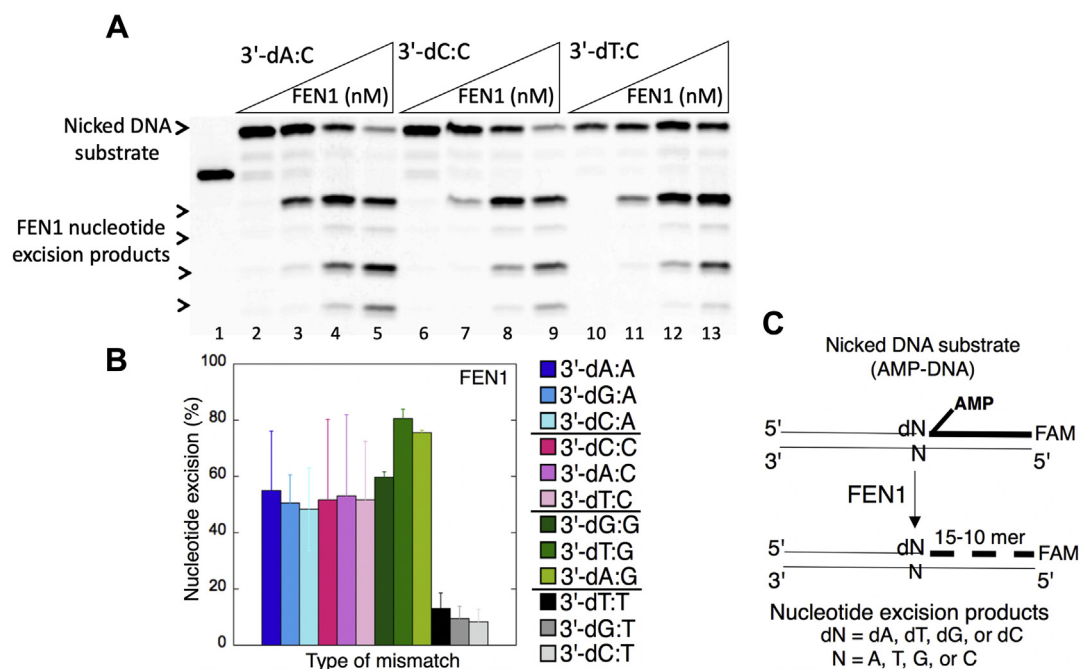 A
3'-dA:C
3'-dC:C
3'-dT:C
FEN1 (nM)
FEN1 (nM)
FEN1 (nM)
Nicked DNA
substrate
FEN1 nucleotide
excision products
1 2 3 4 5 6 7 8 9 10 11 12 13
B
100
80
60
40
20
0
Nucleotide excision (%)
FEN1
Type of mismatch
3'-dA:A
3'-dG:A
3'-dC:A
3'-dC:C
3'-dA:C
3'-dT:C
3'-dG:G
3'-dT:G
3'-dA:G
3'-dT:T
3'-dG:T
3'-dC:T
C
Nicked DNA substrate
(AMP-DNA)
AMP
5' dN FAM
3' N 5'
FEN1
15-10 mer
5' dN FAM
3' N 5'
Nucleotide excision products
dN = dA, dT, dG, or dC
N = A, T, G, or C